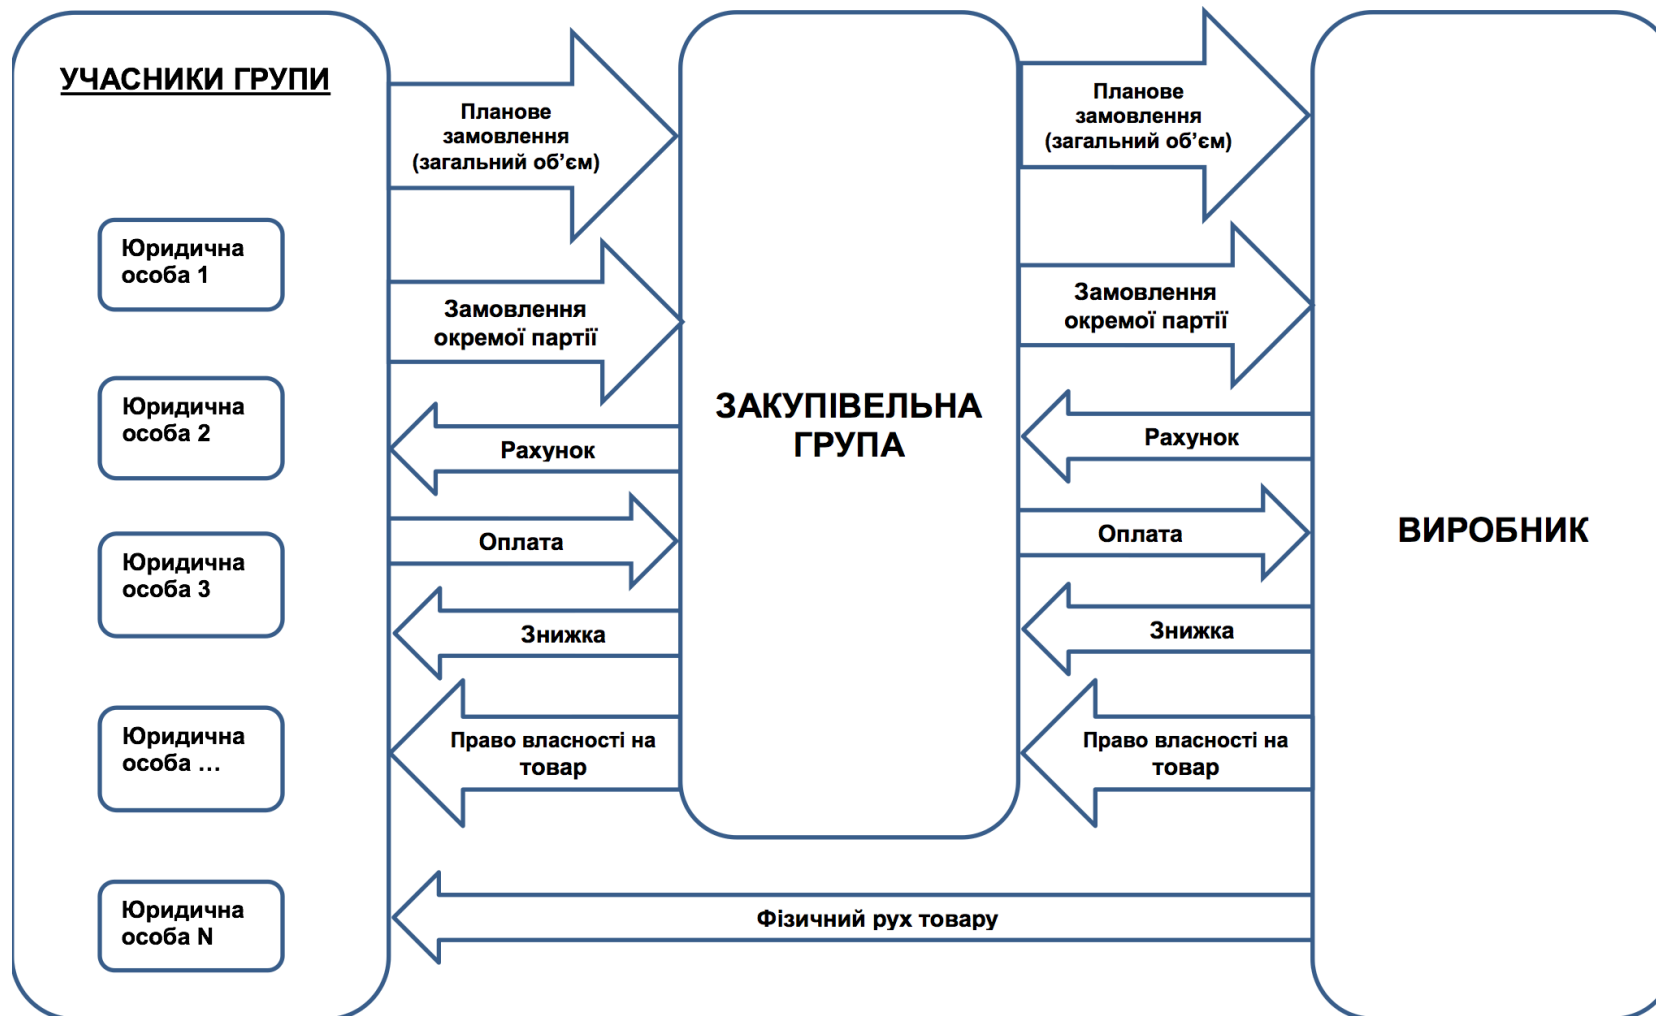 УЧАСНИКИ ГРУПИ
Юридична
особа 1
Юридична
особа 2
Юридична
особа 3
Юридична
особа ...
Юридична
особа N
Планове
замовлення
(загальний об’єм)
Замовлення
окремої партії
Рахунок
Оплата
Знижка
Право власності на
товар
ЗАКУПІВЕЛЬНА
ГРУПА
Планове
замовлення
(загальний об’єм)
Замовлення
окремої партії
Рахунок
Оплата
Знижка
Право власності на
товар
Фізичний рух товару
ВИРОБНИК